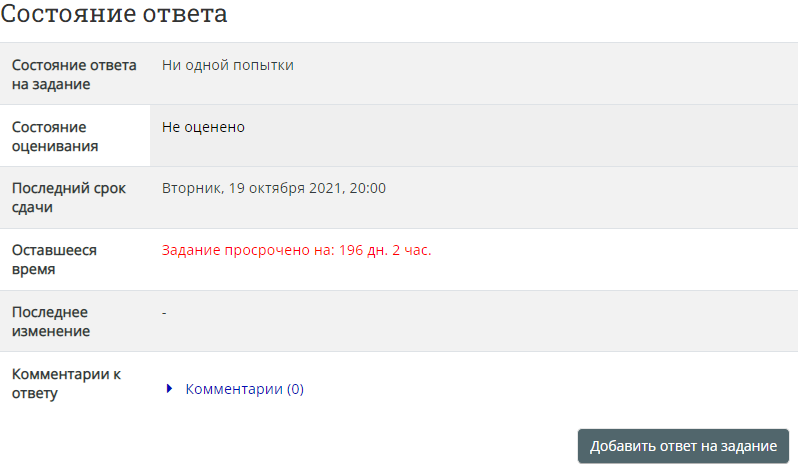 Состояние ответа
Состояние ответа Ни одной попытки
на задание
Состояние Не оценено
оценивания
Последний срок Вторник, 19 октября 2021, 20:00
сдачи
Оставшееся Задание просрочено на: 196 дн. 2 час.
время
Последнее -
изменение
Комментарии к
ответу
Комментарии (0)
Добавить ответ на задание